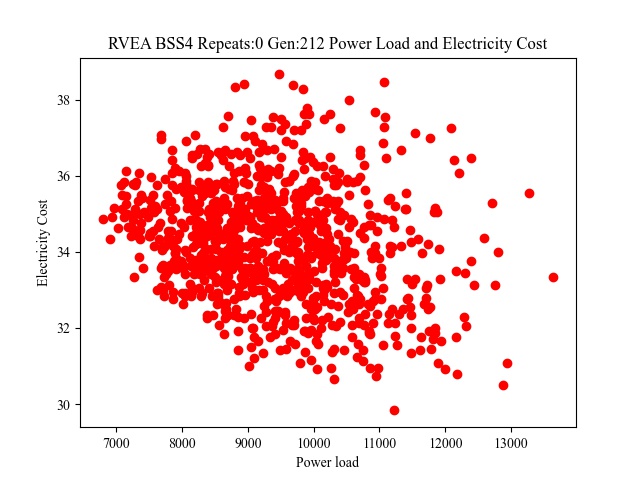 RVEA BSS4 Repeats:0 Gen:212 Power Load and Electricity Cost
38
36
34
32
30
Electricity Cost
7000 8000 9000 10000 11000 12000 13000
Power load